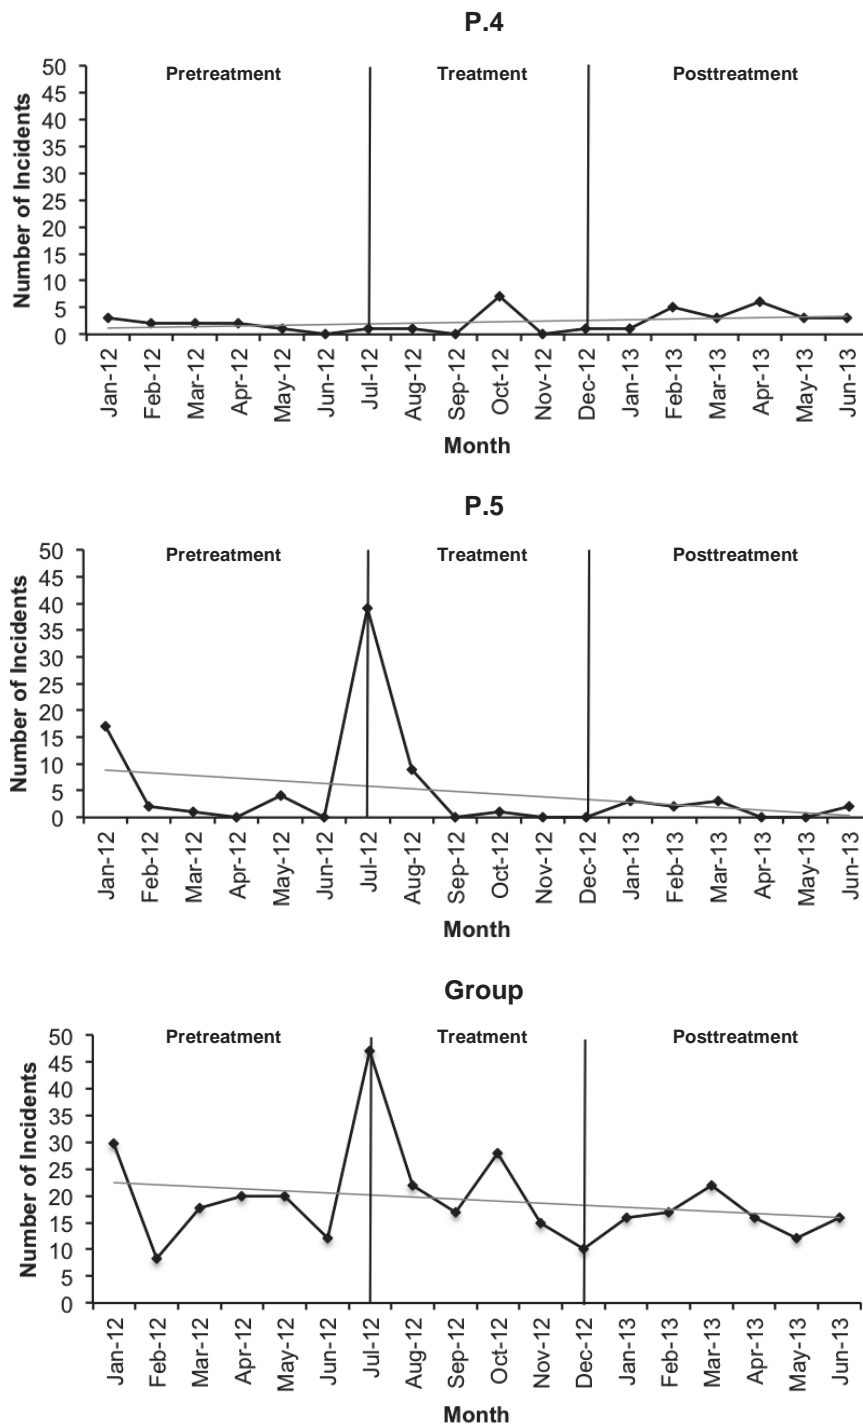 P.4
Pretreatment Treatment Posttreatment
50
45
40
35
30
25
20
15
10
5
0
Number of Incidents
Jan-12
Feb-12
Mar-12
Apr-12
May-12
Jun-12
Jul-12
Aug-12
Sep-12
Oct-12
Nov-12
Dec-12
Jan-13
Feb-13
Mar-13
Apr-13
May-13
Jun-13
Month
P.5
Pretreatment Treatment Posttreatment
50
45
40
35
30
25
20
15
10
5
0
Number of Incidents
Jan-12
Feb-12
Mar-12
Apr-12
May-12
Jun-12
Jul-12
Aug-12
Sep-12
Oct-12
Nov-12
Dec-12
Jan-13
Feb-13
Mar-13
Apr-13
May-13
Jun-13
Month
Group
Pretreatment Treatment Posttreatment
50
45
40
35
30
25
20
15
10
5
0
Number of Incidents
Jan-12
Feb-12
Mar-12
Apr-12
May-12
Jun-12
Jul-12
Aug-12
Sep-12
Oct-12
Nov-12
Dec-12
Jan-13
Feb-13
Mar-13
Apr-13
May-13
Jun-13
Month